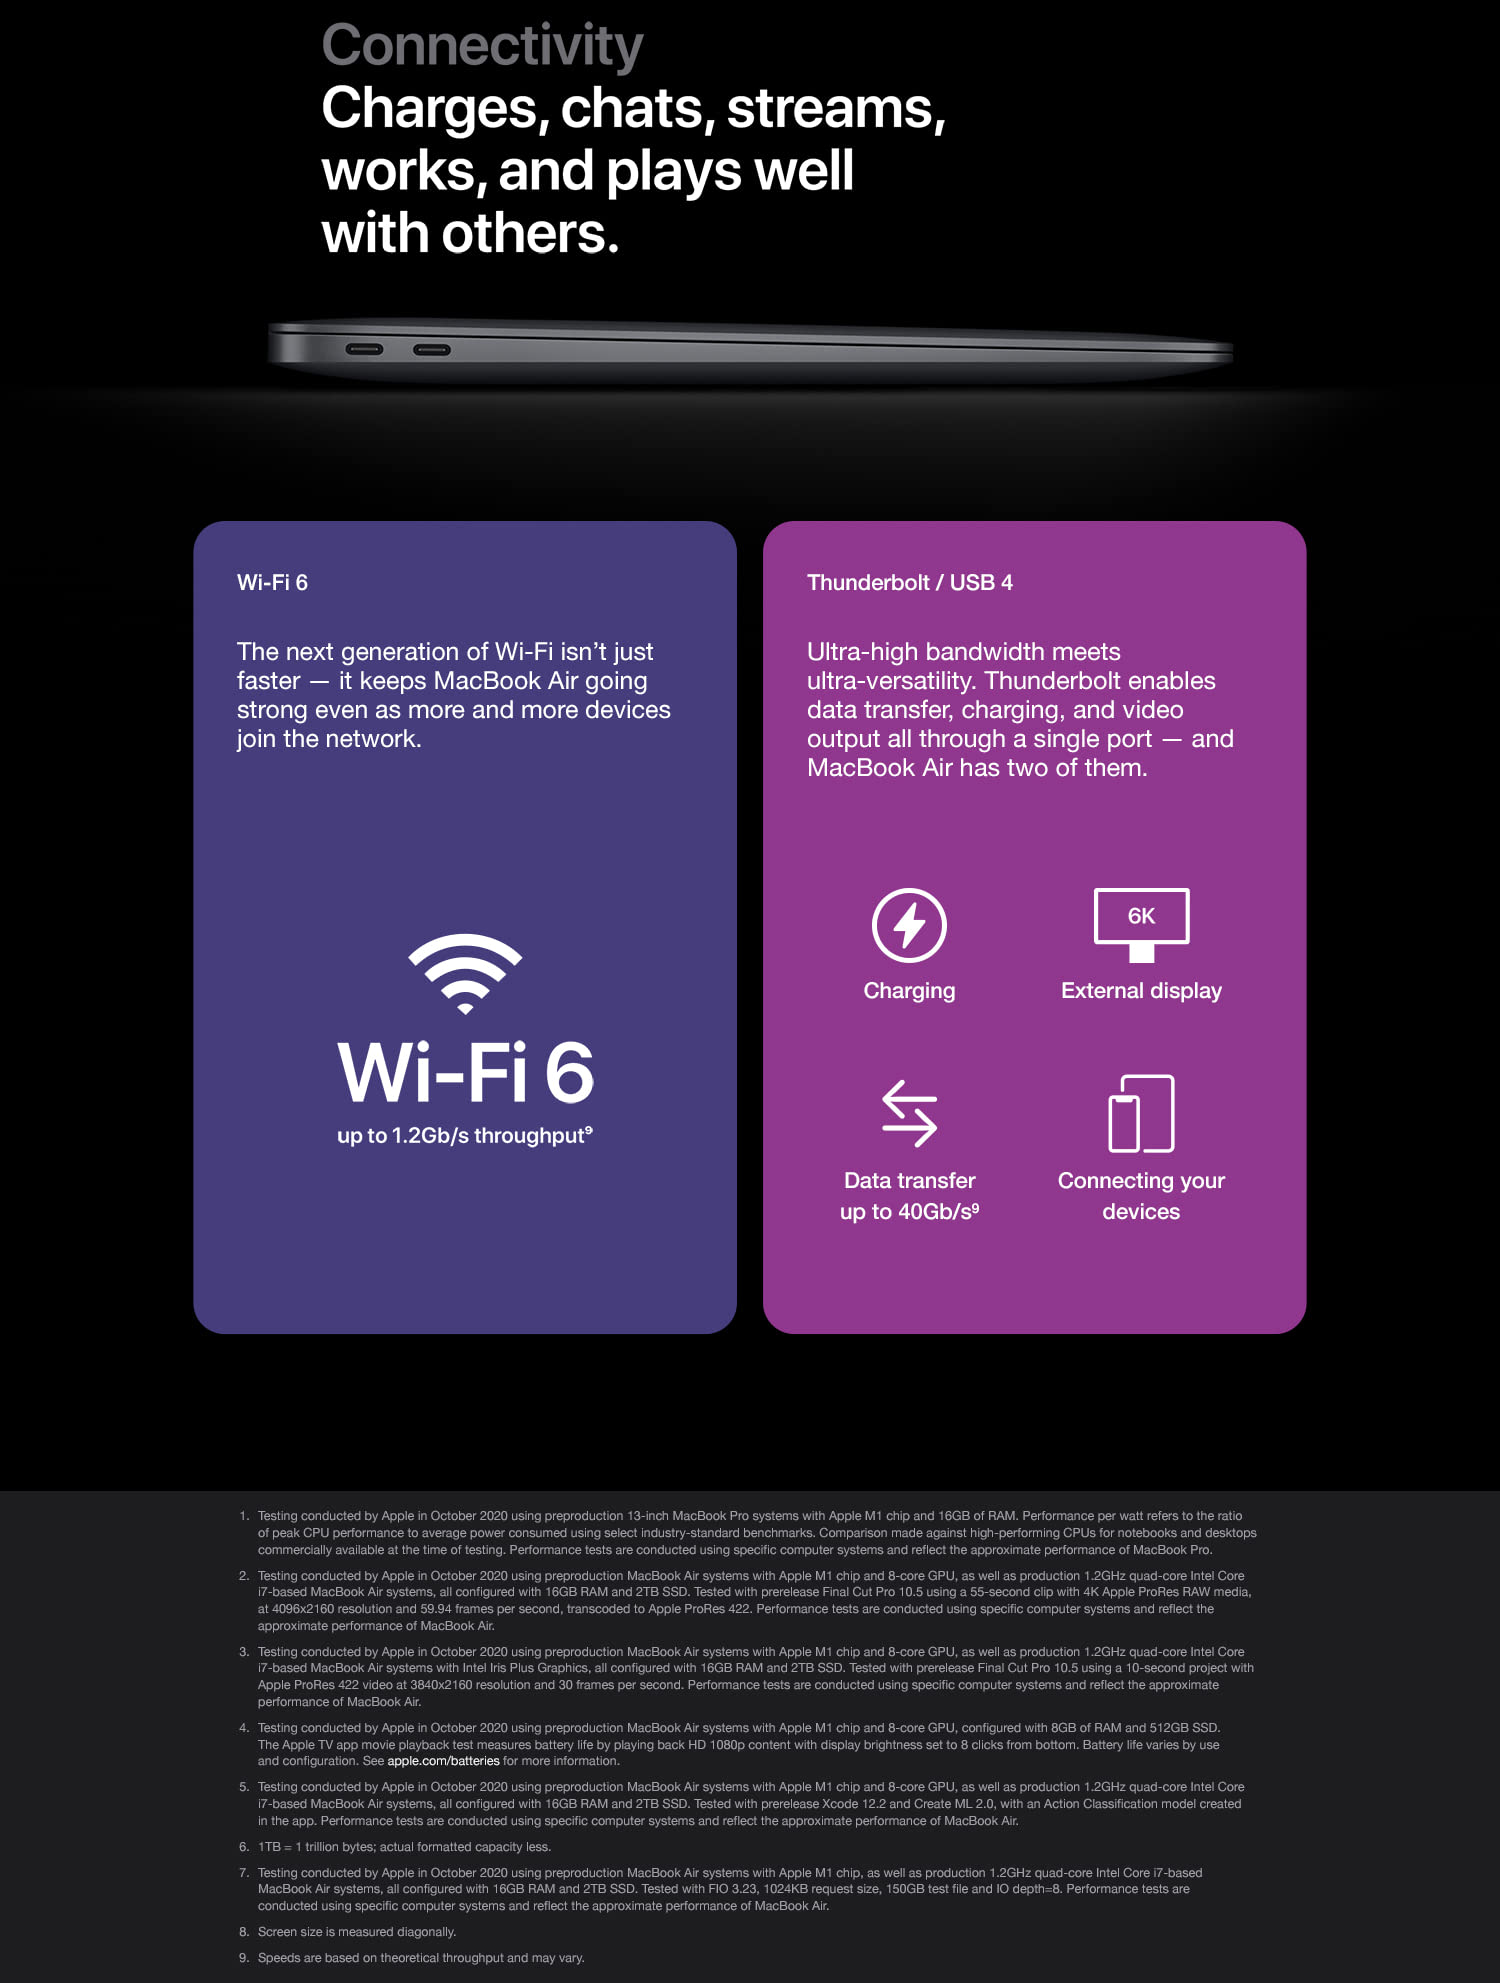 Connectivity
Charges, chats, streams,
works, and plays well
with others.
Wi-Fi 6
The next generation of Wi-Fi isn’t just
faster — it keeps MacBook Air going
strong even as more and more devices
join the network.
Wi-Fi 6
up to 1.2Gb/s throughput⁹
Thunderbolt / USB 4
Ultra-high bandwidth meets
ultra-versatility. Thunderbolt enables
data transfer, charging, and video
output all through a single port — and
MacBook Air has two of them.
Charging
6K
External display
Data transfer
up to 40Gb/s⁹
Connecting your
devices
1. Testing conducted by Apple in October 2020 using preproduction 13-inch MacBook Pro systems with Apple M1 chip and 16GB of RAM. Performance per watt refers to the ratio
of peak CPU performance to average power consumed using select industry-standard benchmarks. Comparison made against high-performing CPUs for notebooks and desktops
commercially available at the time of testing. Performance tests are conducted using specific computer systems and reflect the approximate performance of MacBook Pro.
2. Testing conducted by Apple in October 2020 using preproduction MacBook Air systems with Apple M1 chip and 8-core GPU, as well as production 1.2GHz quad-core Intel Core
i7-based MacBook Air systems, all configured with 16GB RAM and 2TB SSD. Tested with prerelease Final Cut Pro 10.5 using a 55-second clip with 4K Apple ProRes RAW media,
at 4096x2160 resolution and 59.94 frames per second, transcoded to Apple ProRes 422. Performance tests are conducted using specific computer systems and reflect the
approximate performance of MacBook Air.
3. Testing conducted by Apple in October 2020 using preproduction MacBook Air systems with Apple M1 chip and 8-core GPU, as well as production 1.2GHz quad-core Intel Core
i7-based MacBook Air systems with Intel Iris Plus Graphics, all configured with 16GB RAM and 2TB SSD. Tested with prerelease Final Cut Pro 10.5 using a 10-second project with
Apple ProRes 422 video at 3840x2160 resolution and 30 frames per second. Performance tests are conducted using specific computer systems and reflect the approximate
performance of MacBook Air.
4. Testing conducted by Apple in October 2020 using preproduction MacBook Air systems with Apple M1 chip and 8-core GPU, configured with 8GB of RAM and 512GB SSD.
The Apple TV app movie playback test measures battery life by playing back HD 1080p content with display brightness set to 8 clicks from bottom. Battery life varies by use
and configuration. See apple.com/batteries for more information.
5. Testing conducted by Apple in October 2020 using preproduction MacBook Air systems with Apple M1 chip and 8-core GPU, as well as production 1.2GHz quad-core Intel Core
i7-based MacBook Air systems, all configured with 16GB RAM and 2TB SSD. Tested with prerelease Xcode 12.2 and Create ML 2.0, with an Action Classification model created
in the app. Performance tests are conducted using specific computer systems and reflect the approximate performance of MacBook Air.
6. 1TB = 1 trillion bytes; actual formatted capacity less.
7. Testing conducted by Apple in October 2020 using preproduction MacBook Air systems with Apple M1 chip, as well as production 1.2GHz quad-core Intel Core i7-based
MacBook Air systems, all configured with 16GB RAM and 2TB SSD. Tested with FIO 3.23, 1024KB request size, 150GB test file and IO depth=8. Performance tests are
conducted using specific computer systems and reflect the approximate performance of MacBook Air.
8. Screen size is measured diagonally.
9. Speeds are based on theoretical throughput and may vary.